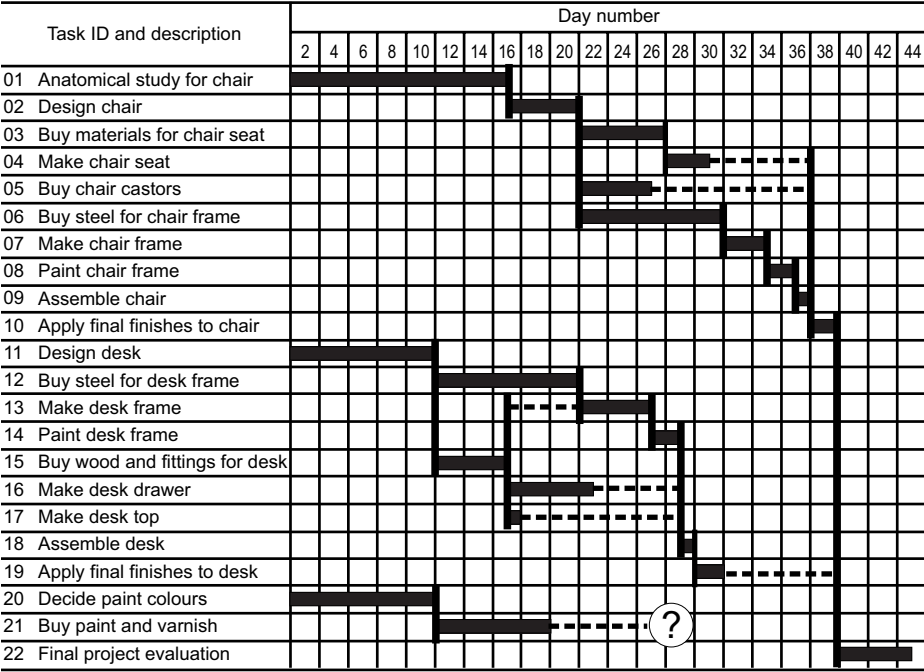 Task ID and description
Day number
2 4 6 8 10 12 14 16 18 20 22 24 26 28 30 32 34 36 38 40 42 44
01 Anatomical study for chair
02 Design chair
03 Buy materials for chair seat
04 Make chair seat
05 Buy chair castors
06 Buy steel for chair frame
07 Make chair frame
08 Paint chair frame
09 Assemble chair
10 Apply final finishes to chair
11 Design desk
12 Buy steel for desk frame
13 Make desk frame
14 Paint desk frame
15 Buy wood and fittings for desk
16 Make desk drawer
17 Make desk top
18 Assemble desk
19 Apply final finishes to desk
20 Decide paint colours
21 Buy paint and varnish ?
22 Final project evaluation